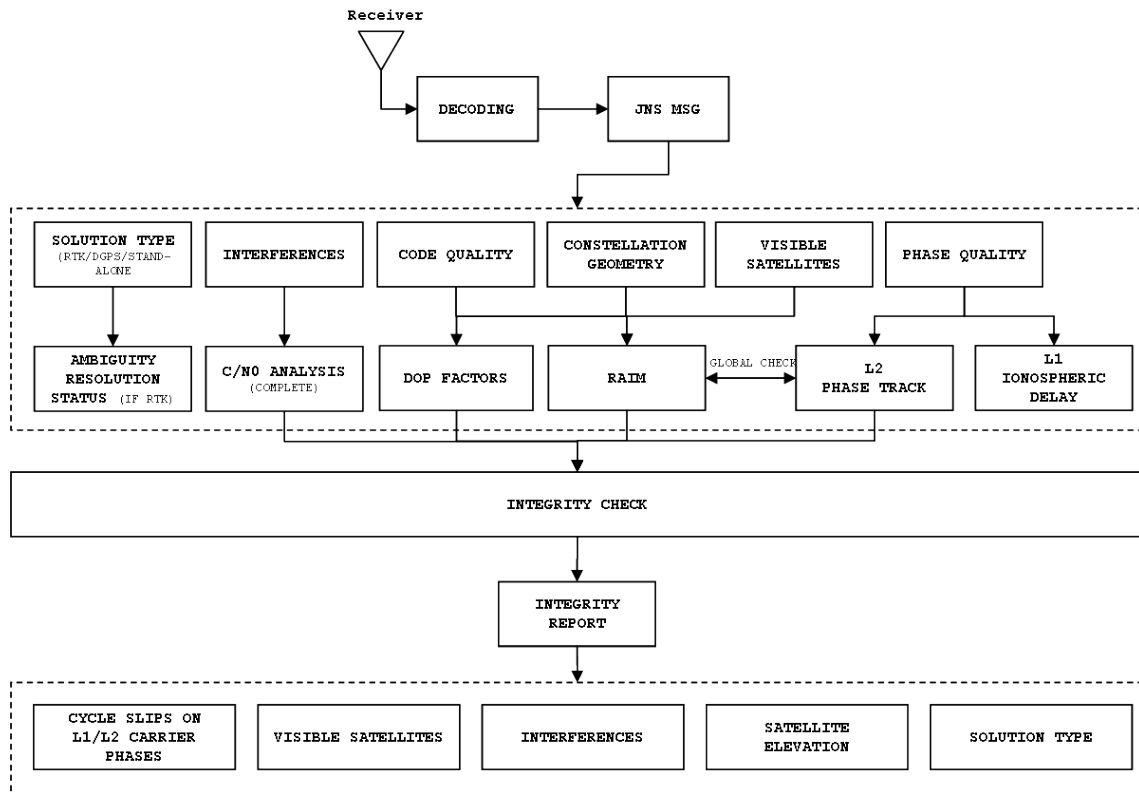 Receiver
DECODING
JNS MSG
SOLUTION TYPE
(RTK/DGPS/STAND-
ALONE
INTERFERENCES
CODE QUALITY
CONSTELLATION
GEOMETRY
VISIBLE
SATELLITES
PHASE QUALITY
AMBIGUITY
RESOLUTION
STATUS (IF RTK)
C/N0 ANALYSIS
(COMPLETE)
DOP FACTORS
RAIM
GLOBAL CHECK
L2
PHASE TRACK
L1
IONOSPHERIC
DELAY
INTEGRITY CHECK
INTEGRITY
REPORT
CYCLE SLIPS ON
L1/L2 CARRIER
PHASES
VISIBLE SATELLITES
INTERFERENCES
SATELLITE
ELEVATION
SOLUTION TYPE